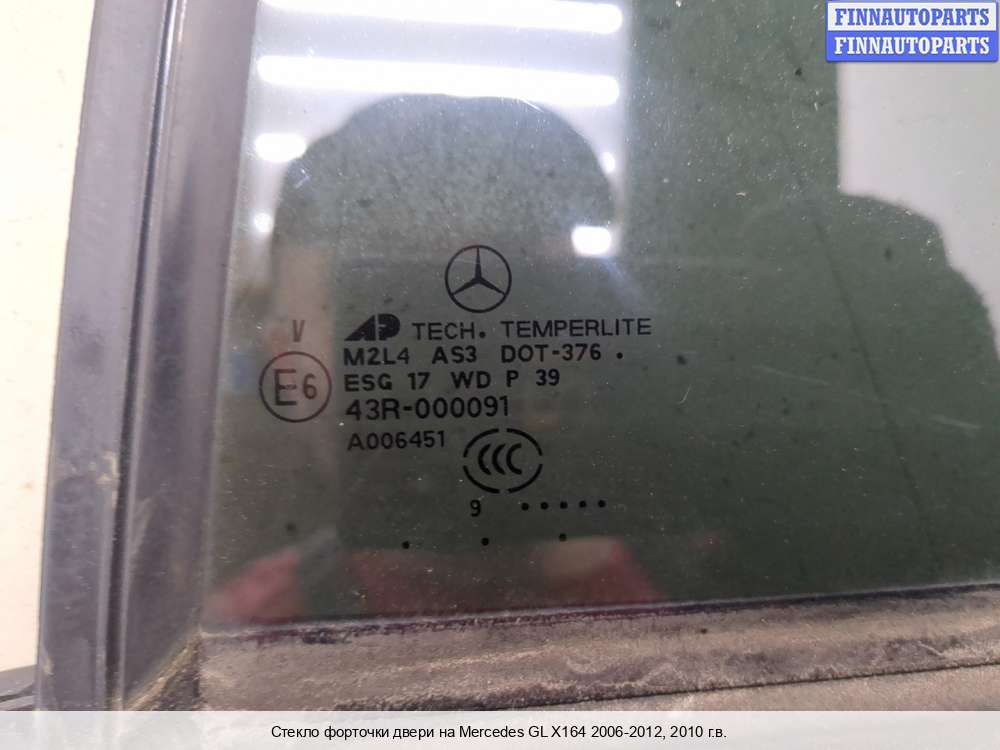 FINNAUTOPARTS
FINNAUTOPARTS
V
AP TECH. TEMPERLITE
M2L4 AS3 DOT-376 .
E6
ESG 17 WD P 39
43R-000091
A006451
CCC
9 .....
. . .
Стекло форточки двери на Mercedes GL X164 2006-2012, 2010 г.в.